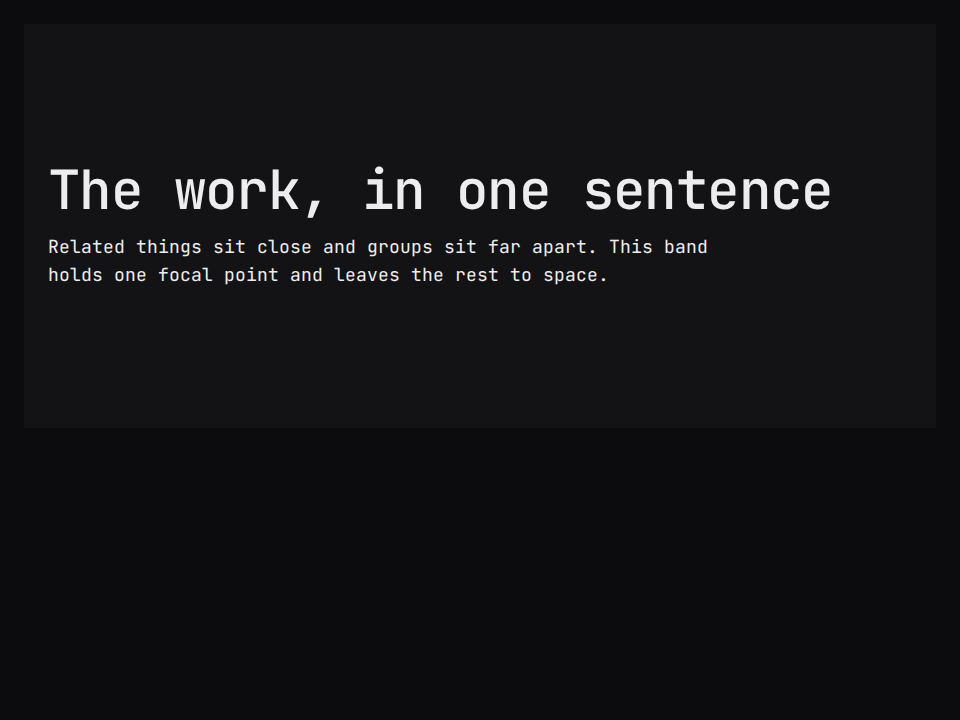 The work, in one sentence
Related things sit close and groups sit far apart. This band
holds one focal point and leaves the rest to space.